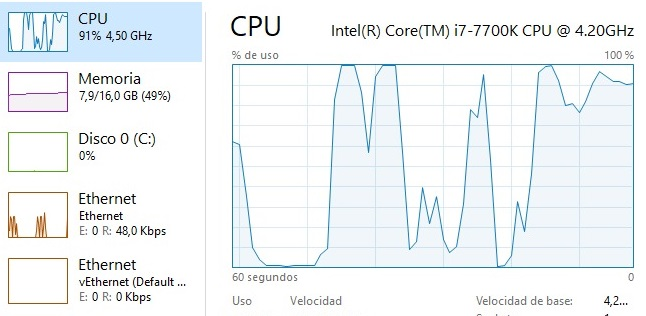 CPU
91% 4,50 GHz
Memoria
7,9/16,0 GB (49%)
Disco 0 (C:)
0%
Ethernet
Ethernet
E: 0 R: 48,0 Kbps
Ethernet
vEthernet (Default ...
E: 0 R: 0 Kbps
CPU
Intel(R) Core(TM) i7-7700K CPU @ 4.20GHz
% de uso
100 %
60 segundos
0
Uso
Velocidad
Velocidad de base:
4,2...